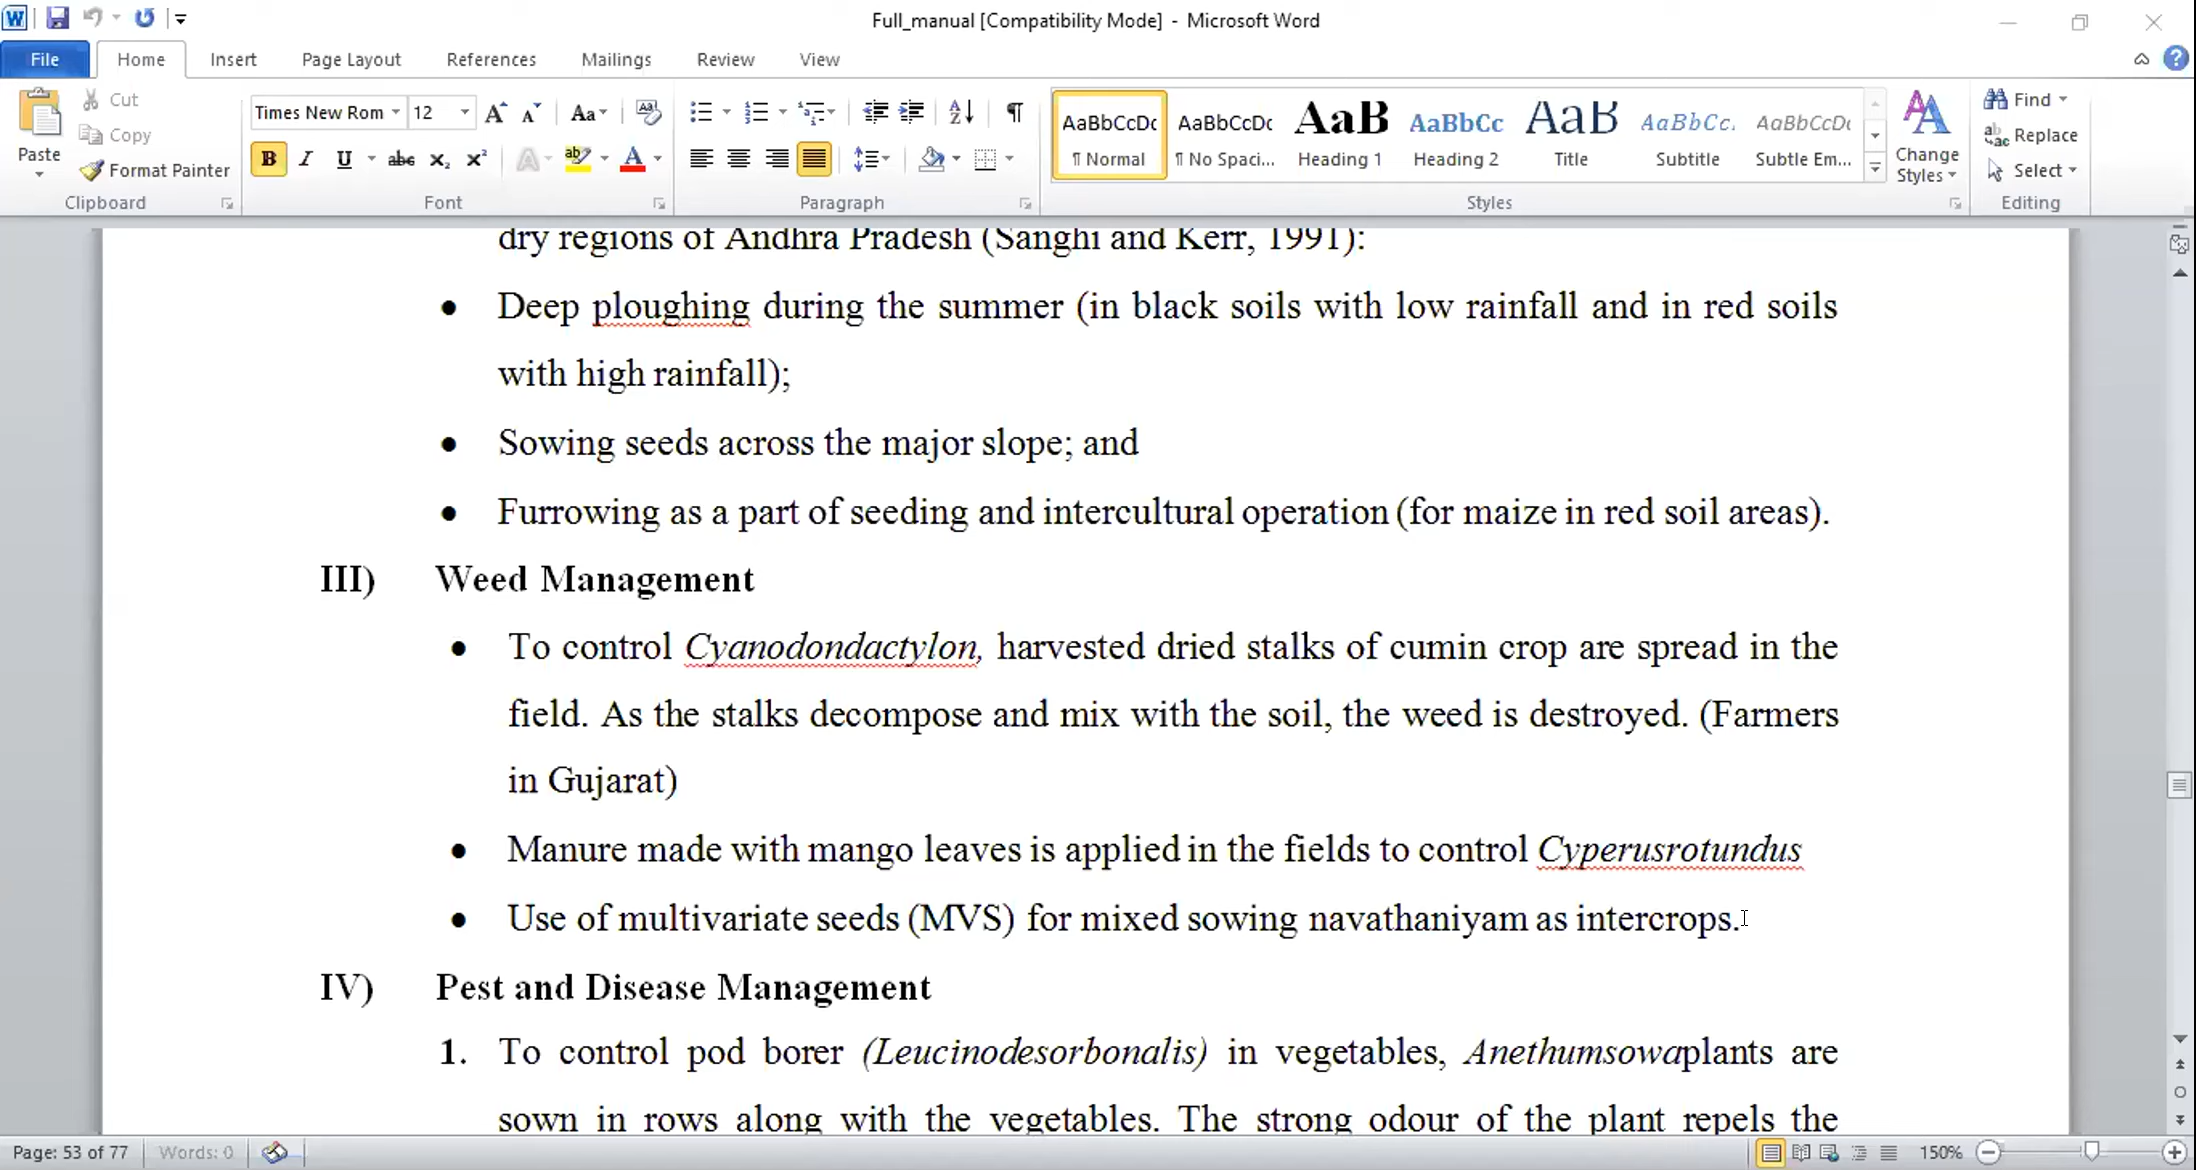 Full_manual [Compatibility Mode] - Microsoft Word
File Home Insert Page Layout References Mailings Review View
Paste
Cut
Copy
Format Painter
Clipboard
Times New Rom 12
Font
Paragraph
AaBbCcDc AaBbCcDc AaB AaBbCc AaB AaBbCc. AaBbCcDc
¶ Normal ¶ No Spaci... Heading 1 Heading 2 Title Subtitle Subtle Em...
Styles
Change
Styles
Find
Replace
Select
Editing
dry regions of Andhra Pradesh (Sanghi and Kerr, 1991):
• Deep ploughing during the summer (in black soils with low rainfall and in red soils
with high rainfall);
• Sowing seeds across the major slope; and
• Furrowing as a part of seeding and intercultural operation (for maize in red soil areas).
III) Weed Management
• To control Cyanodondactylon, harvested dried stalks of cumin crop are spread in the
field. As the stalks decompose and mix with the soil, the weed is destroyed. (Farmers
in Gujarat)
• Manure made with mango leaves is applied in the fields to control Cyperusrotundus
• Use of multivariate seeds (MVS) for mixed sowing navathaniyam as intercrops.
IV) Pest and Disease Management
1. To control pod borer (Leucinodesorbonalis) in vegetables, Anethumsowaplants are
sown in rows along with the vegetables. The strong odour of the plant repels the
Page: 53 of 77 Words: 0 150%